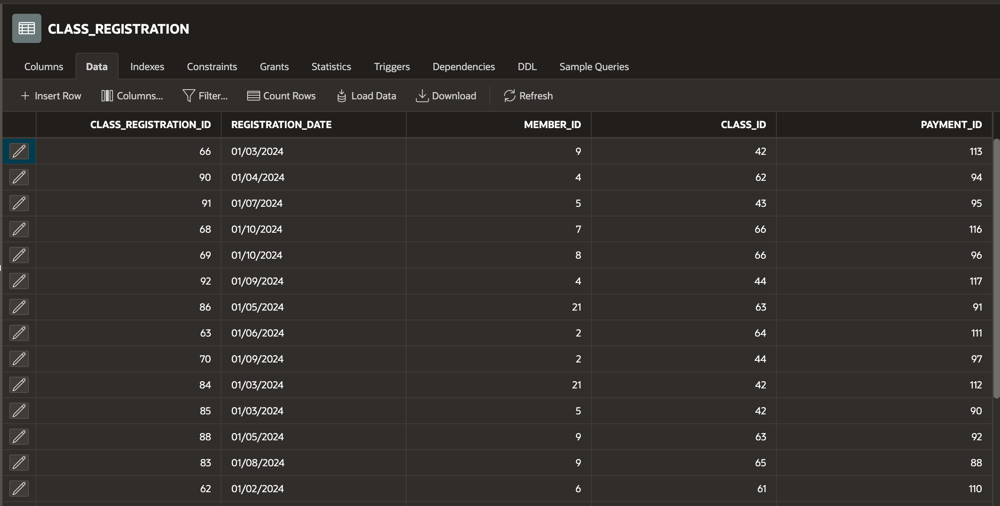 CLASS_REGISTRATION
Columns Data Indexes Constraints Grants Statistics Triggers Dependencies DDL Sample Queries
Insert Row Columns... Filter... Count Rows Load Data Download Refresh
CLASS_REGISTRATION_ID REGISTRATION_DATE MEMBER_ID CLASS_ID PAYMENT_ID
66 01/03/2024 9 42 113
90 01/04/2024 4 62 94
91 01/07/2024 5 43 95
68 01/10/2024 7 66 116
69 01/10/2024 8 66 96
92 01/09/2024 4 44 117
86 01/05/2024 21 63 91
63 01/06/2024 2 64 111
70 01/09/2024 2 44 97
84 01/03/2024 21 42 112
85 01/03/2024 5 42 90
88 01/05/2024 9 63 92
83 01/08/2024 9 65 88
62 01/02/2024 6 61 110